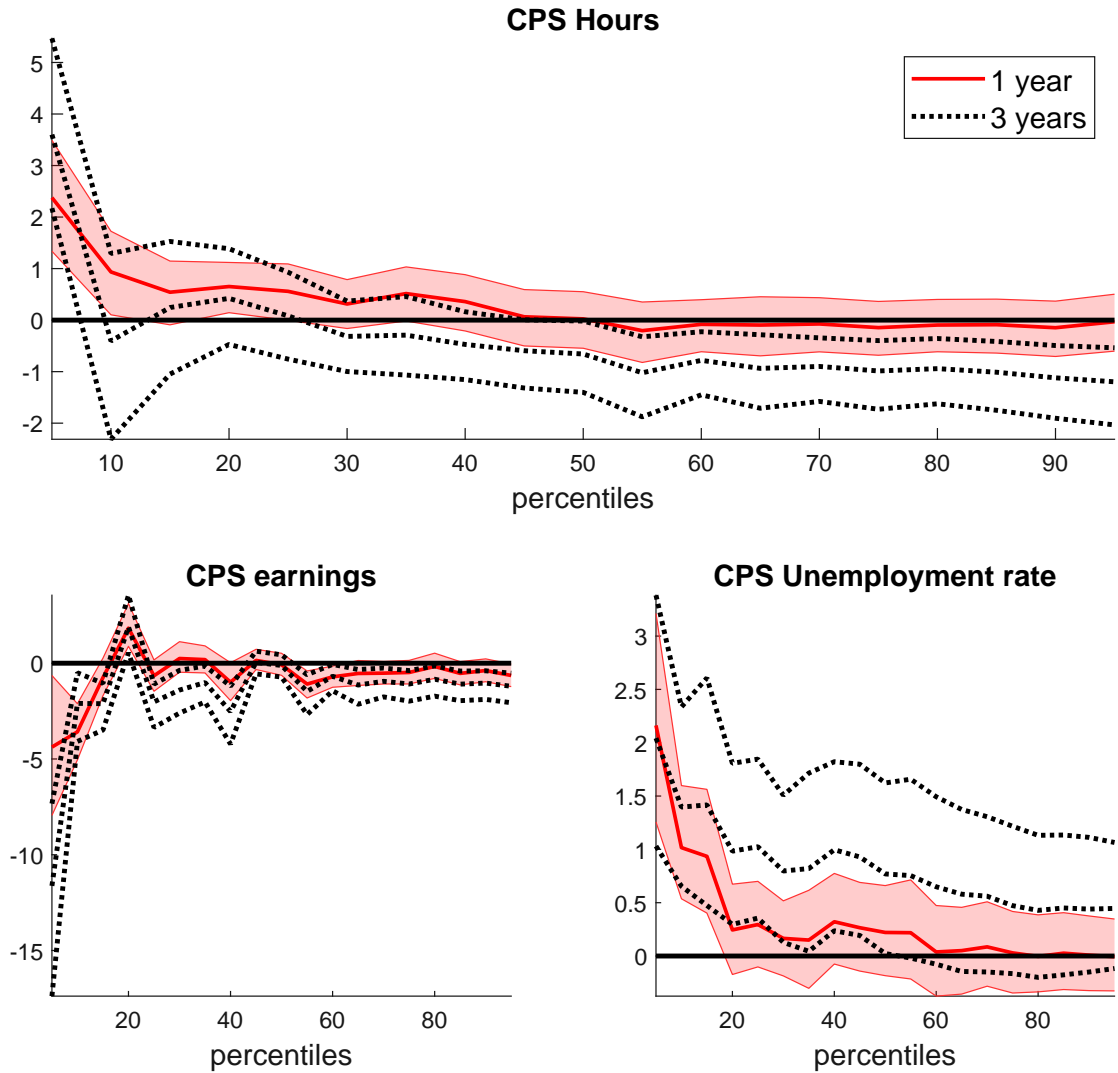 CPS Hours
5
4
3
2
1
0
-1
-2
1 year
3 years
10 20 30 40 50 60 70 80 90
percentiles
CPS earnings
0
-5
-10
-15
20 40 60 80
percentiles
CPS Unemployment rate
3
2.5
2
1.5
1
0.5
0
20 40 60 80
percentiles